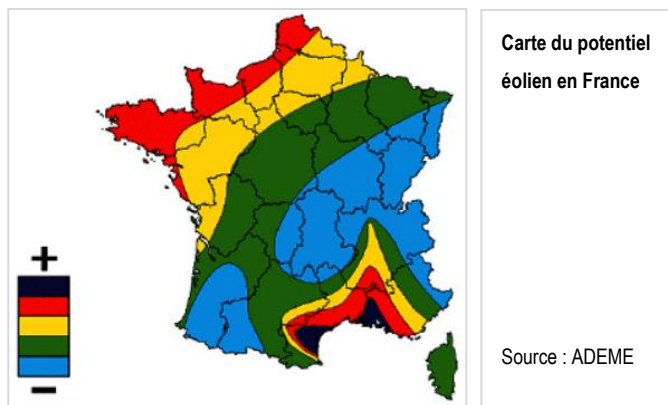 +
−
Carte du potentiel
éolien en France
Source : ADEME